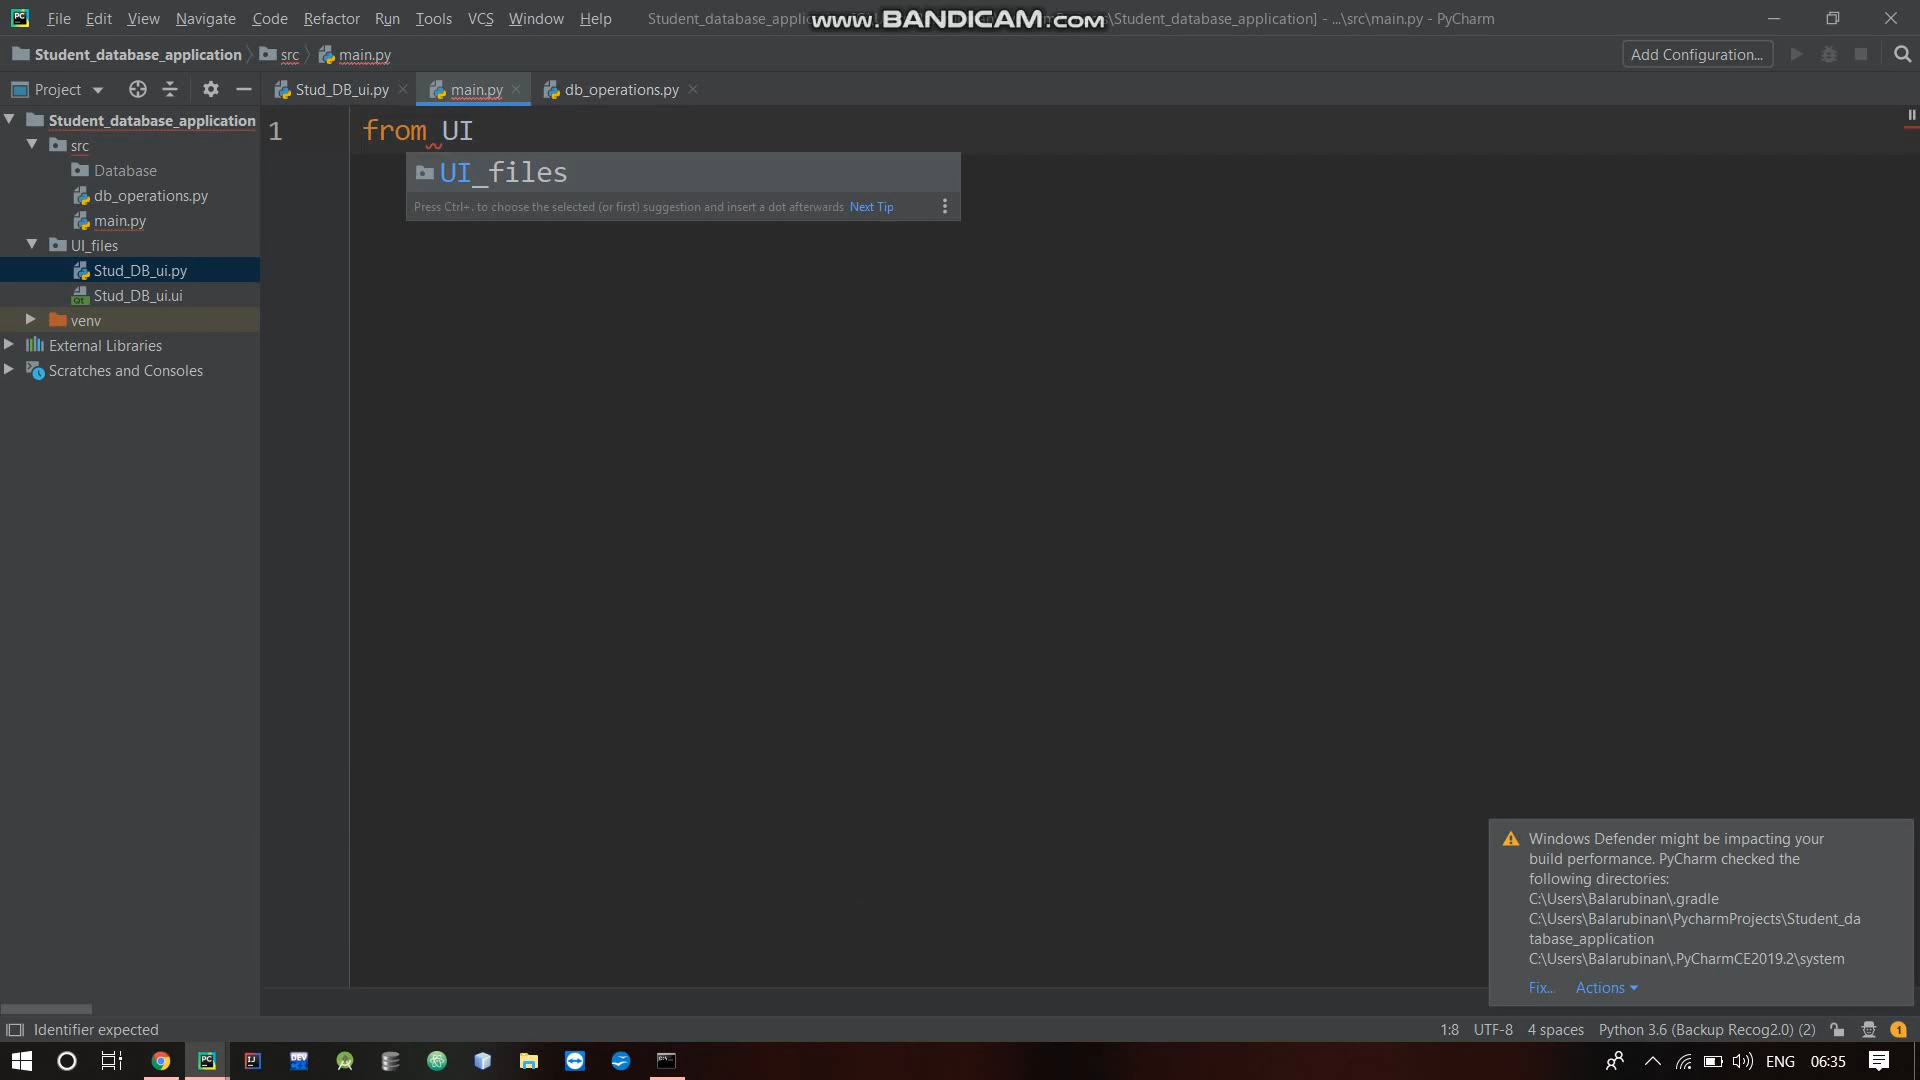 File Edit View Navigate Code Refactor Run Tools VCS Window Help
Student_database_applic
www.BANDICAM.com
\Student_database_application] - ...\src\main.py - PyCharm
Student_database_application src main.py
Add Configuration...
Project
Stud_DB_ui.py main.py db_operations.py
Student_database_application
src
Database
db_operations.py
main.py
UI_files
Stud_DB_ui.py
Stud_DB_ui.ui
venv
External Libraries
Scratches and Consoles
1 from UI
UI_files
Press Ctrl+. to choose the selected (or first) suggestion and insert a dot afterwards Next Tip
Windows Defender might be impacting your
build performance. PyCharm checked the
following directories:
C:\Users\Balarubinan\.gradle
C:\Users\Balarubinan\PycharmProjects\Student_da
tabase_application
C:\Users\Balarubinan\.PyCharmCE2019.2\system
Fix... Actions
Identifier expected
1:8 UTF-8 4 spaces Python 3.6 (Backup Recog2.0) (2) 1
ENG 06:35